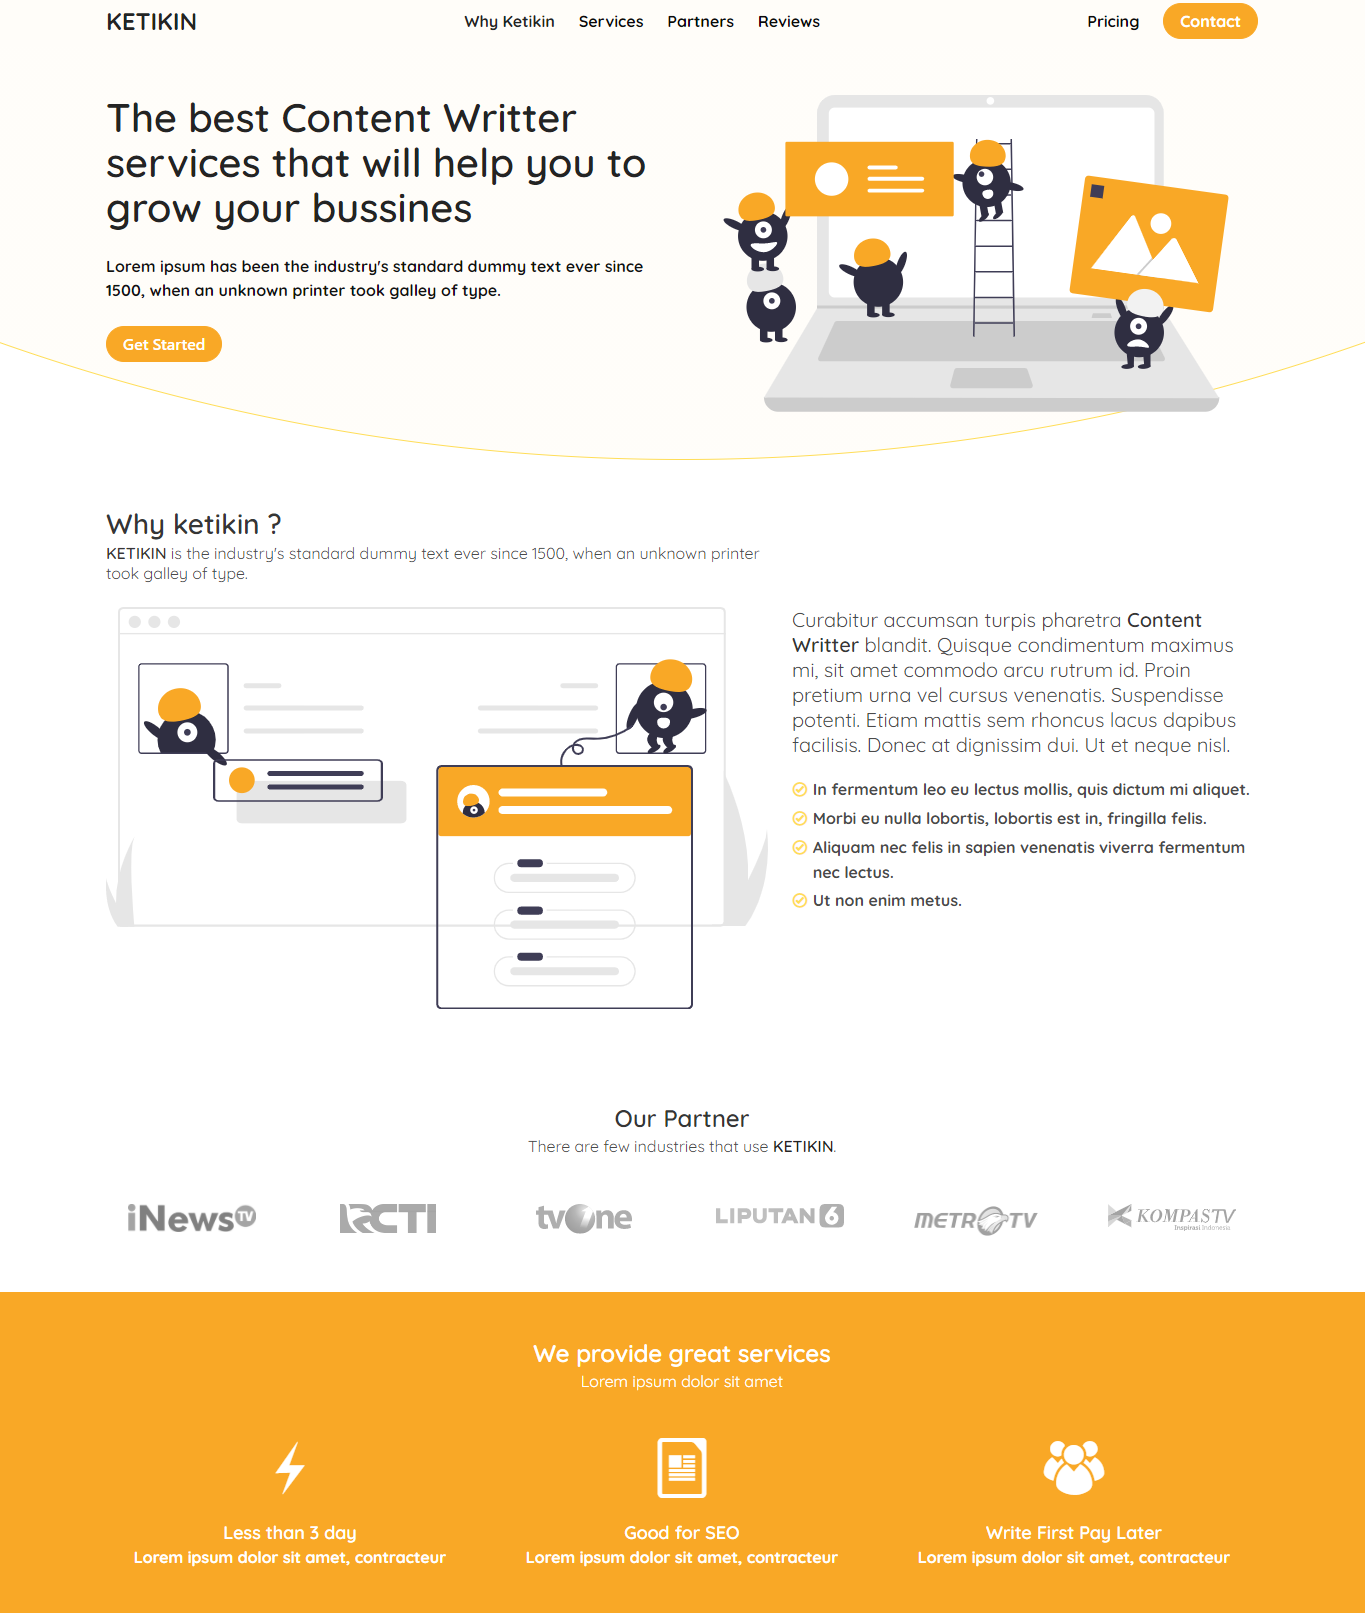 KETIKIN
Why Ketikin Services Partners Reviews
Pricing Contact
The best Content Writter
services that will help you to
grow your bussines
Lorem ipsum has been the industry's standard dummy text ever since
1500, when an unknown printer took galley of type.
Get Started
Why ketikin ?
KETIKIN is the industry's standard dummy text ever since 1500, when an unknown printer
took galley of type.
Curabitur accumsan turpis pharetra Content
Writter blandit. Quisque condimentum maximus
mi, sit amet commodo arcu rutrum id. Proin
pretium urna vel cursus venenatis. Suspendisse
potenti. Etiam mattis sem rhoncus lacus dapibus
facilisis. Donec at dignissim dui. Ut et neque nisl.
In fermentum leo eu lectus mollis, quis dictum mi aliquet.
Morbi eu nulla lobortis, lobortis est in, fringilla felis.
Aliquam nec felis in sapien venenatis viverra fermentum
nec lectus.
Ut non enim metus.
Our Partner
There are few industries that use KETIKIN.
iNews TV
RCTI
tvOne
LIPUTAN 6
METRO TV
KOMPASTV
Inspirasi Indonesia
We provide great services
Lorem ipsum dolor sit amet
Less than 3 day
Lorem ipsum dolor sit amet, contracteur
Good for SEO
Lorem ipsum dolor sit amet, contracteur
Write First Pay Later
Lorem ipsum dolor sit amet, contracteur